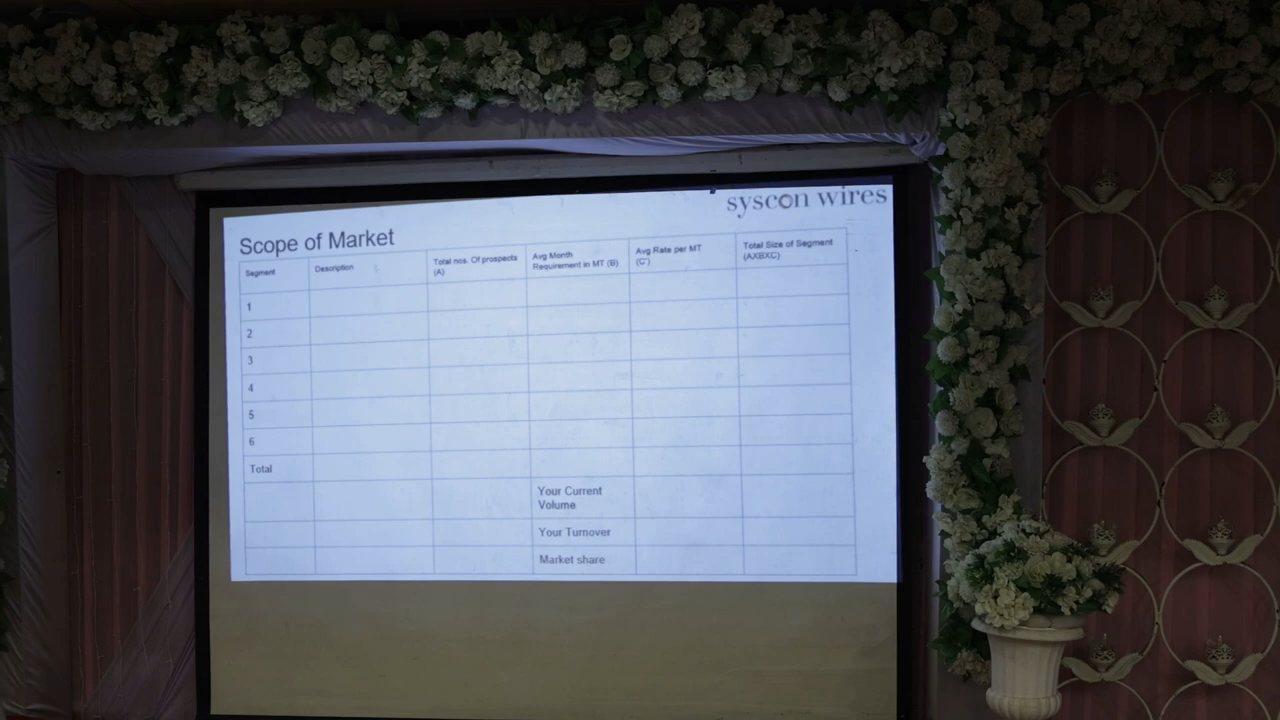 syscon wires
Scope of Market
Segment
Description
Total nos. Of prospects
(A)
Avg Month
Requirement in MT (B)
Avg Rate per MT
(C')
Total Size of Segment
(AXBXC)
1
2
3
4
5
6
Total
Your Current
Volume
Your Turnover
Market share